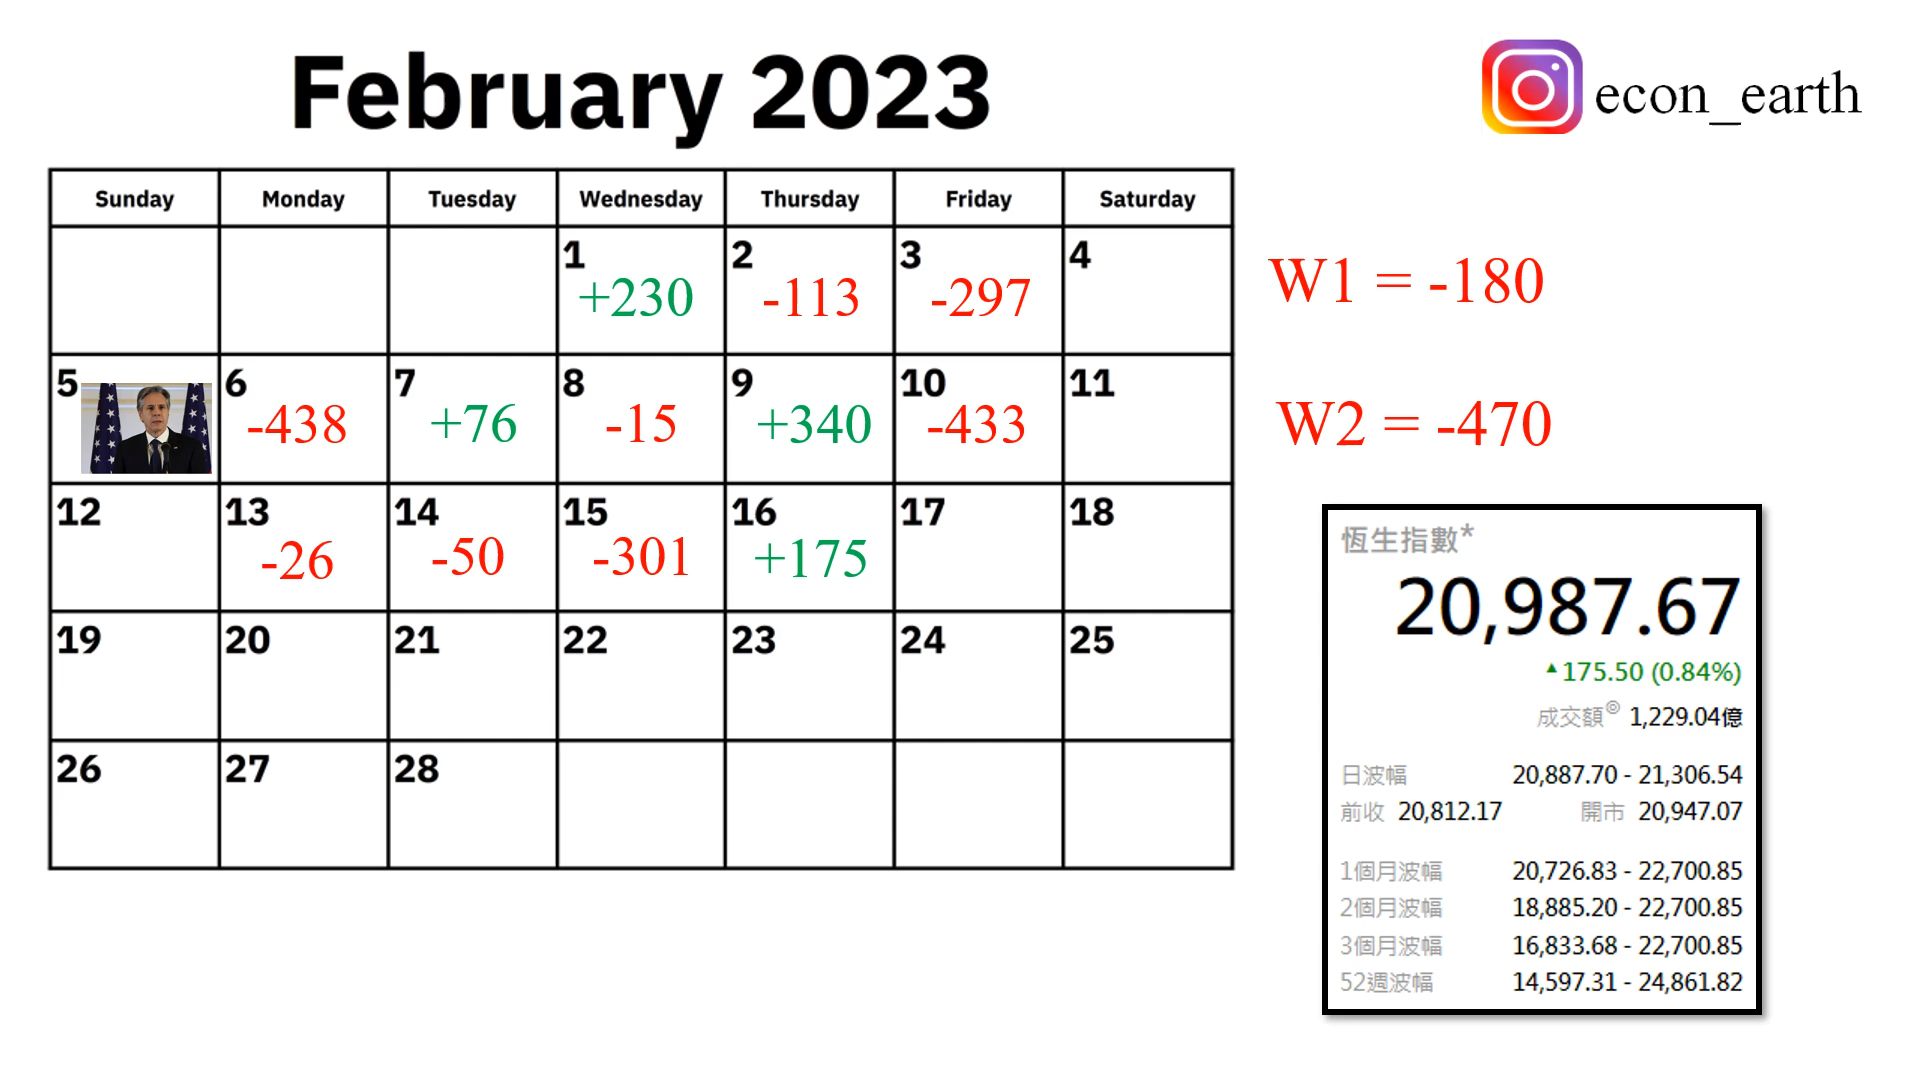 February 2023
econ_earth
Sunday Monday Tuesday Wednesday Thursday Friday Saturday
1 2 3 4
+230 -113 -297
W1 = -180
5 6 7 8 9 10 11
-438 +76 -15 +340 -433
W2 = -470
12 13 14 15 16 17 18
-26 -50 -301 +175
19 20 21 22 23 24 25
26 27 28
恆生指數*
20,987.67
▲175.50 (0.84%)
成交額◎ 1,229.04億
日波幅 20,887.70 - 21,306.54
前收 20,812.17 開市 20,947.07
1個月波幅 20,726.83 - 22,700.85
2個月波幅 18,885.20 - 22,700.85
3個月波幅 16,833.68 - 22,700.85
52週波幅 14,597.31 - 24,861.82